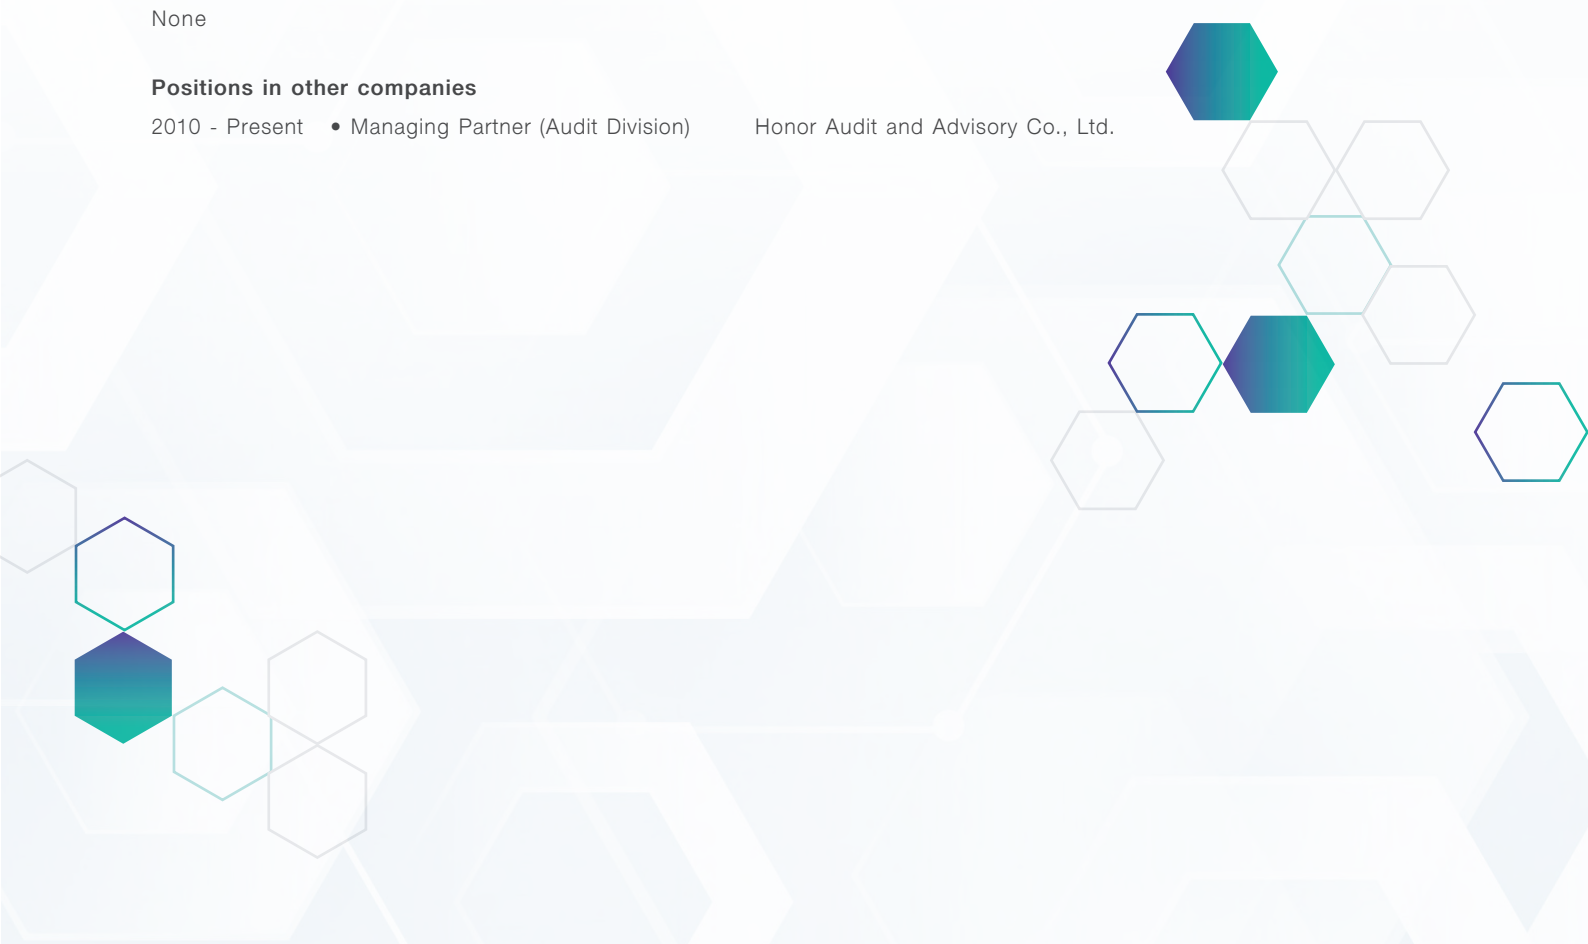 None
Positions in other companies
2010 - Present • Managing Partner (Audit Division) Honor Audit and Advisory Co., Ltd.